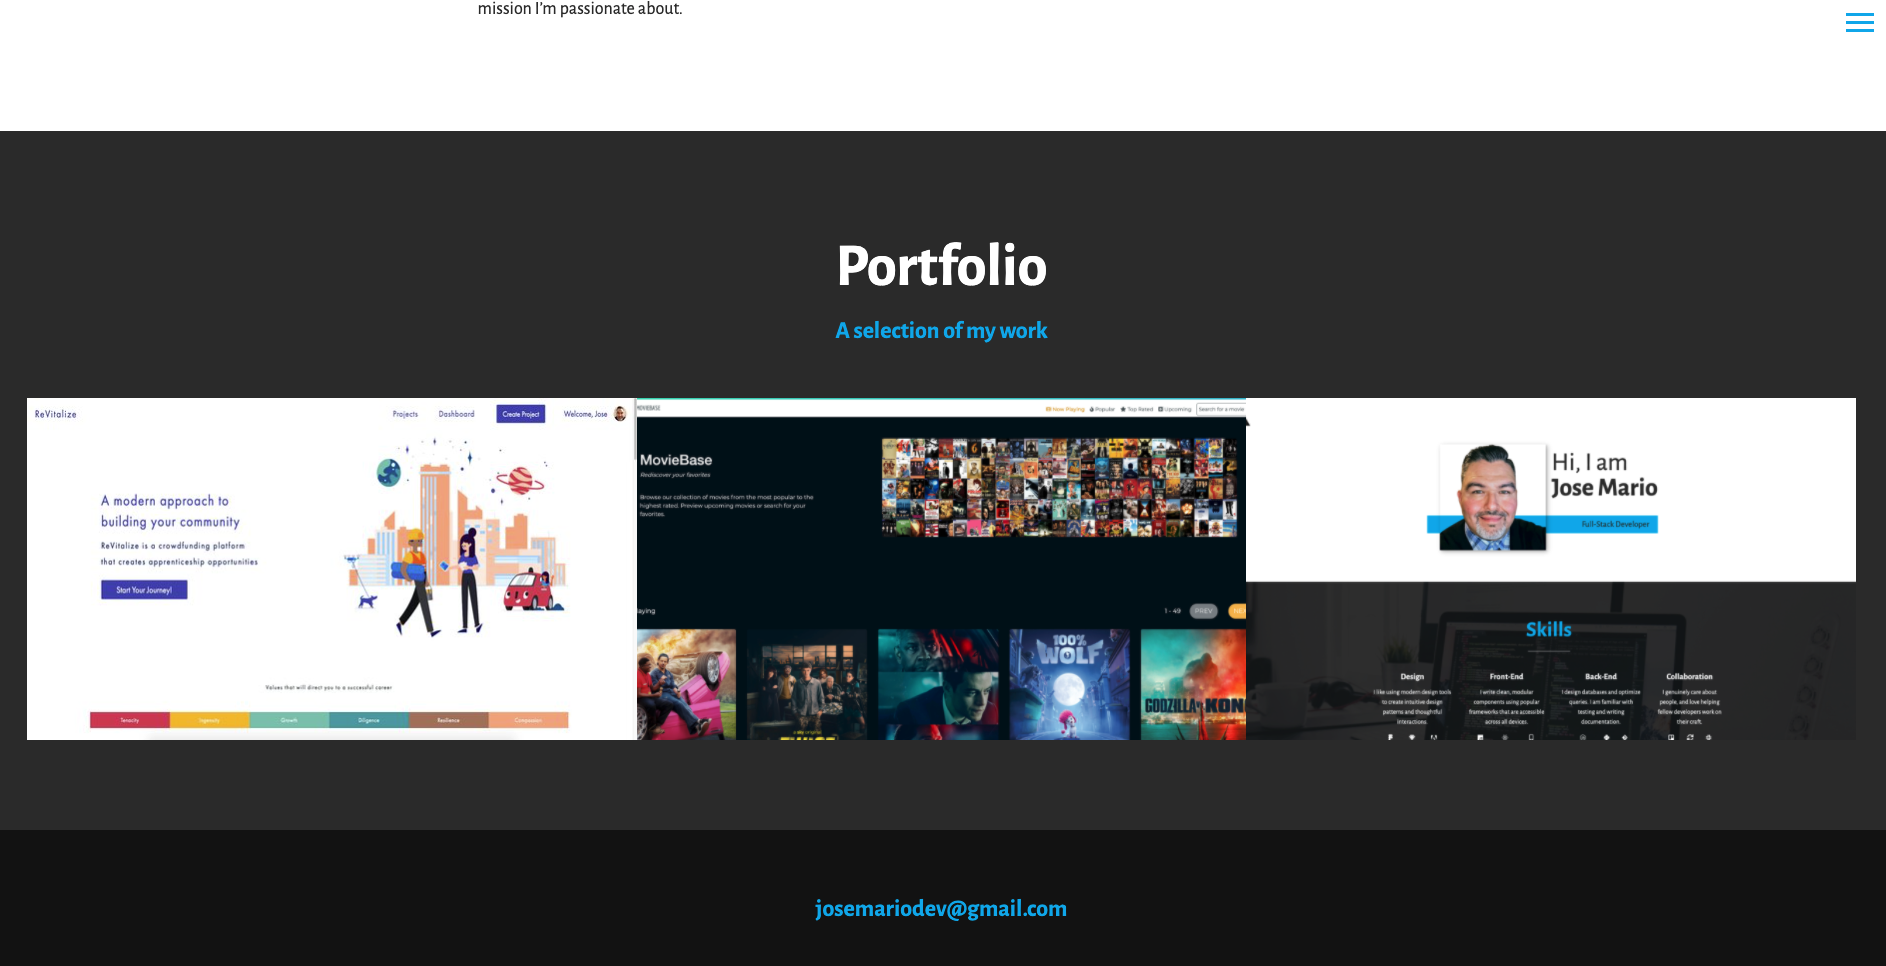 mission I'm passionate about.
Portfolio
A selection of my work
ReVitalize
Projects
Dashboard
Create Project
Welcome, Jose
A modern approach to
building your community
ReVitalize is a crowdfunding platform
that creates apprenticeship opportunities
Start Your Journey!
Values that will direct you to a successful career
Tenacity
Ingenuity
Growth
Diligence
Resilience
Compassion
MOVIEBASE
Now Playing
Popular
Top Rated
Upcoming
Search for a movie
MovieBase
Rediscover your favorites
Browse our collection of movies from the most popular to the
highest rated. Preview upcoming movies or search for your
favorites.
laying
1 - 49
PREV
NE
100%
WOLF
GODZILLA
KON
Hi, I am
Jose Mario
Full-Stack Developer
Skills
Design
I like using modern design tools
to create intuitive design
patterns and thoughtful
interactions.
Front-End
I write clean, modular
components using popular
frameworks that are accessible
across all devices.
Back-End
I design databases and optimize
queries. I am familiar with
testing and writing
documentation.
Collaboration
I genuinely care about
people, and love helping
fellow developers work on
their craft.
josemariodev@gmail.com